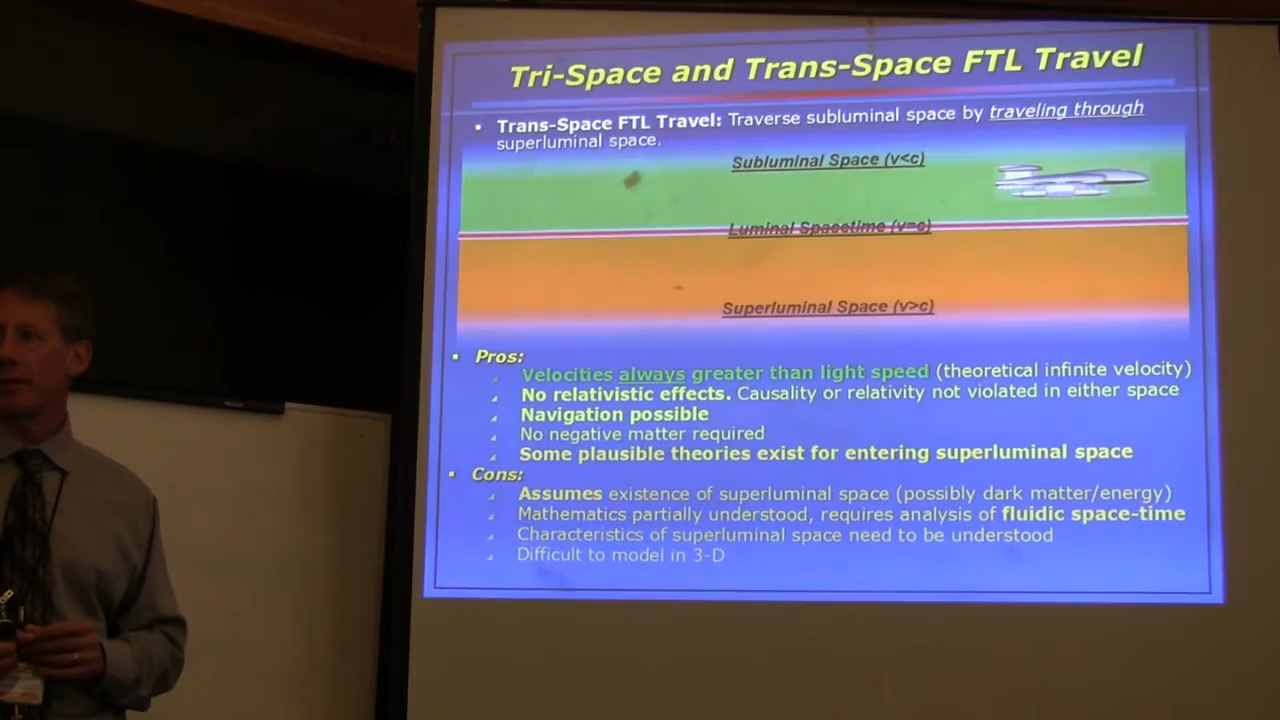 Tri-Space and Trans-Space FTL Travel
Trans-Space FTL Travel: Traverse subluminal space by traveling through
superluminal space.
Subluminal Space (v<c)
Luminal Spacetime (v=c)
Superluminal Space (v>c)
Pros:
Velocities always greater than light speed (theoretical infinite velocity)
No relativistic effects. Causality or relativity not violated in either space
Navigation possible
No negative matter required
Some plausible theories exist for entering superluminal space
Cons:
Assumes existence of superluminal space (possibly dark matter/energy)
Mathematics partially understood, requires analysis of fluidic space-time
Characteristics of superluminal space need to be understood
Difficult to model in 3-D